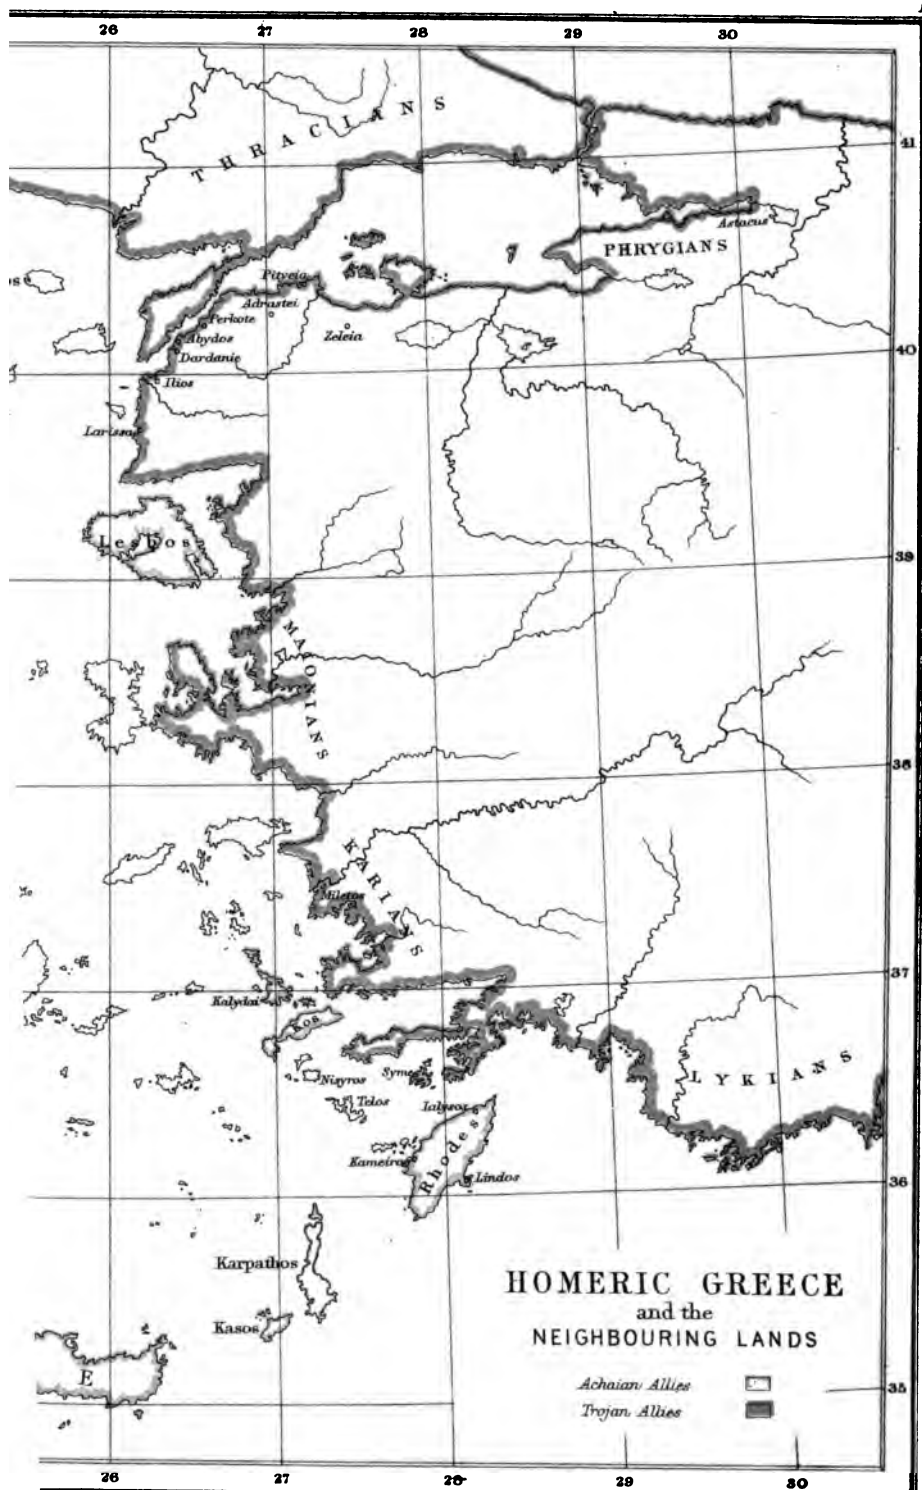 26 27 28 29 30
THRACIANS
41
Astacus
PHRYGIANS
Pityeia
Adrastei
Perkote
Abydos
Zeleia
Dardanie
40
Ilios
Larissa
Lesbos
39
MAIONIANS
38
KARIANS
Miletos
37
Kalydai
Kos
LYKIANS
Nisyros
Syme
Telos
Ialysos
Rhodes
Kameiros
Lindos
36
Karpathos
HOMERIC GREECE
and the
NEIGHBOURING LANDS
Kasos
E
Achaian Allies
35
Trojan Allies
26 27 28 29 30